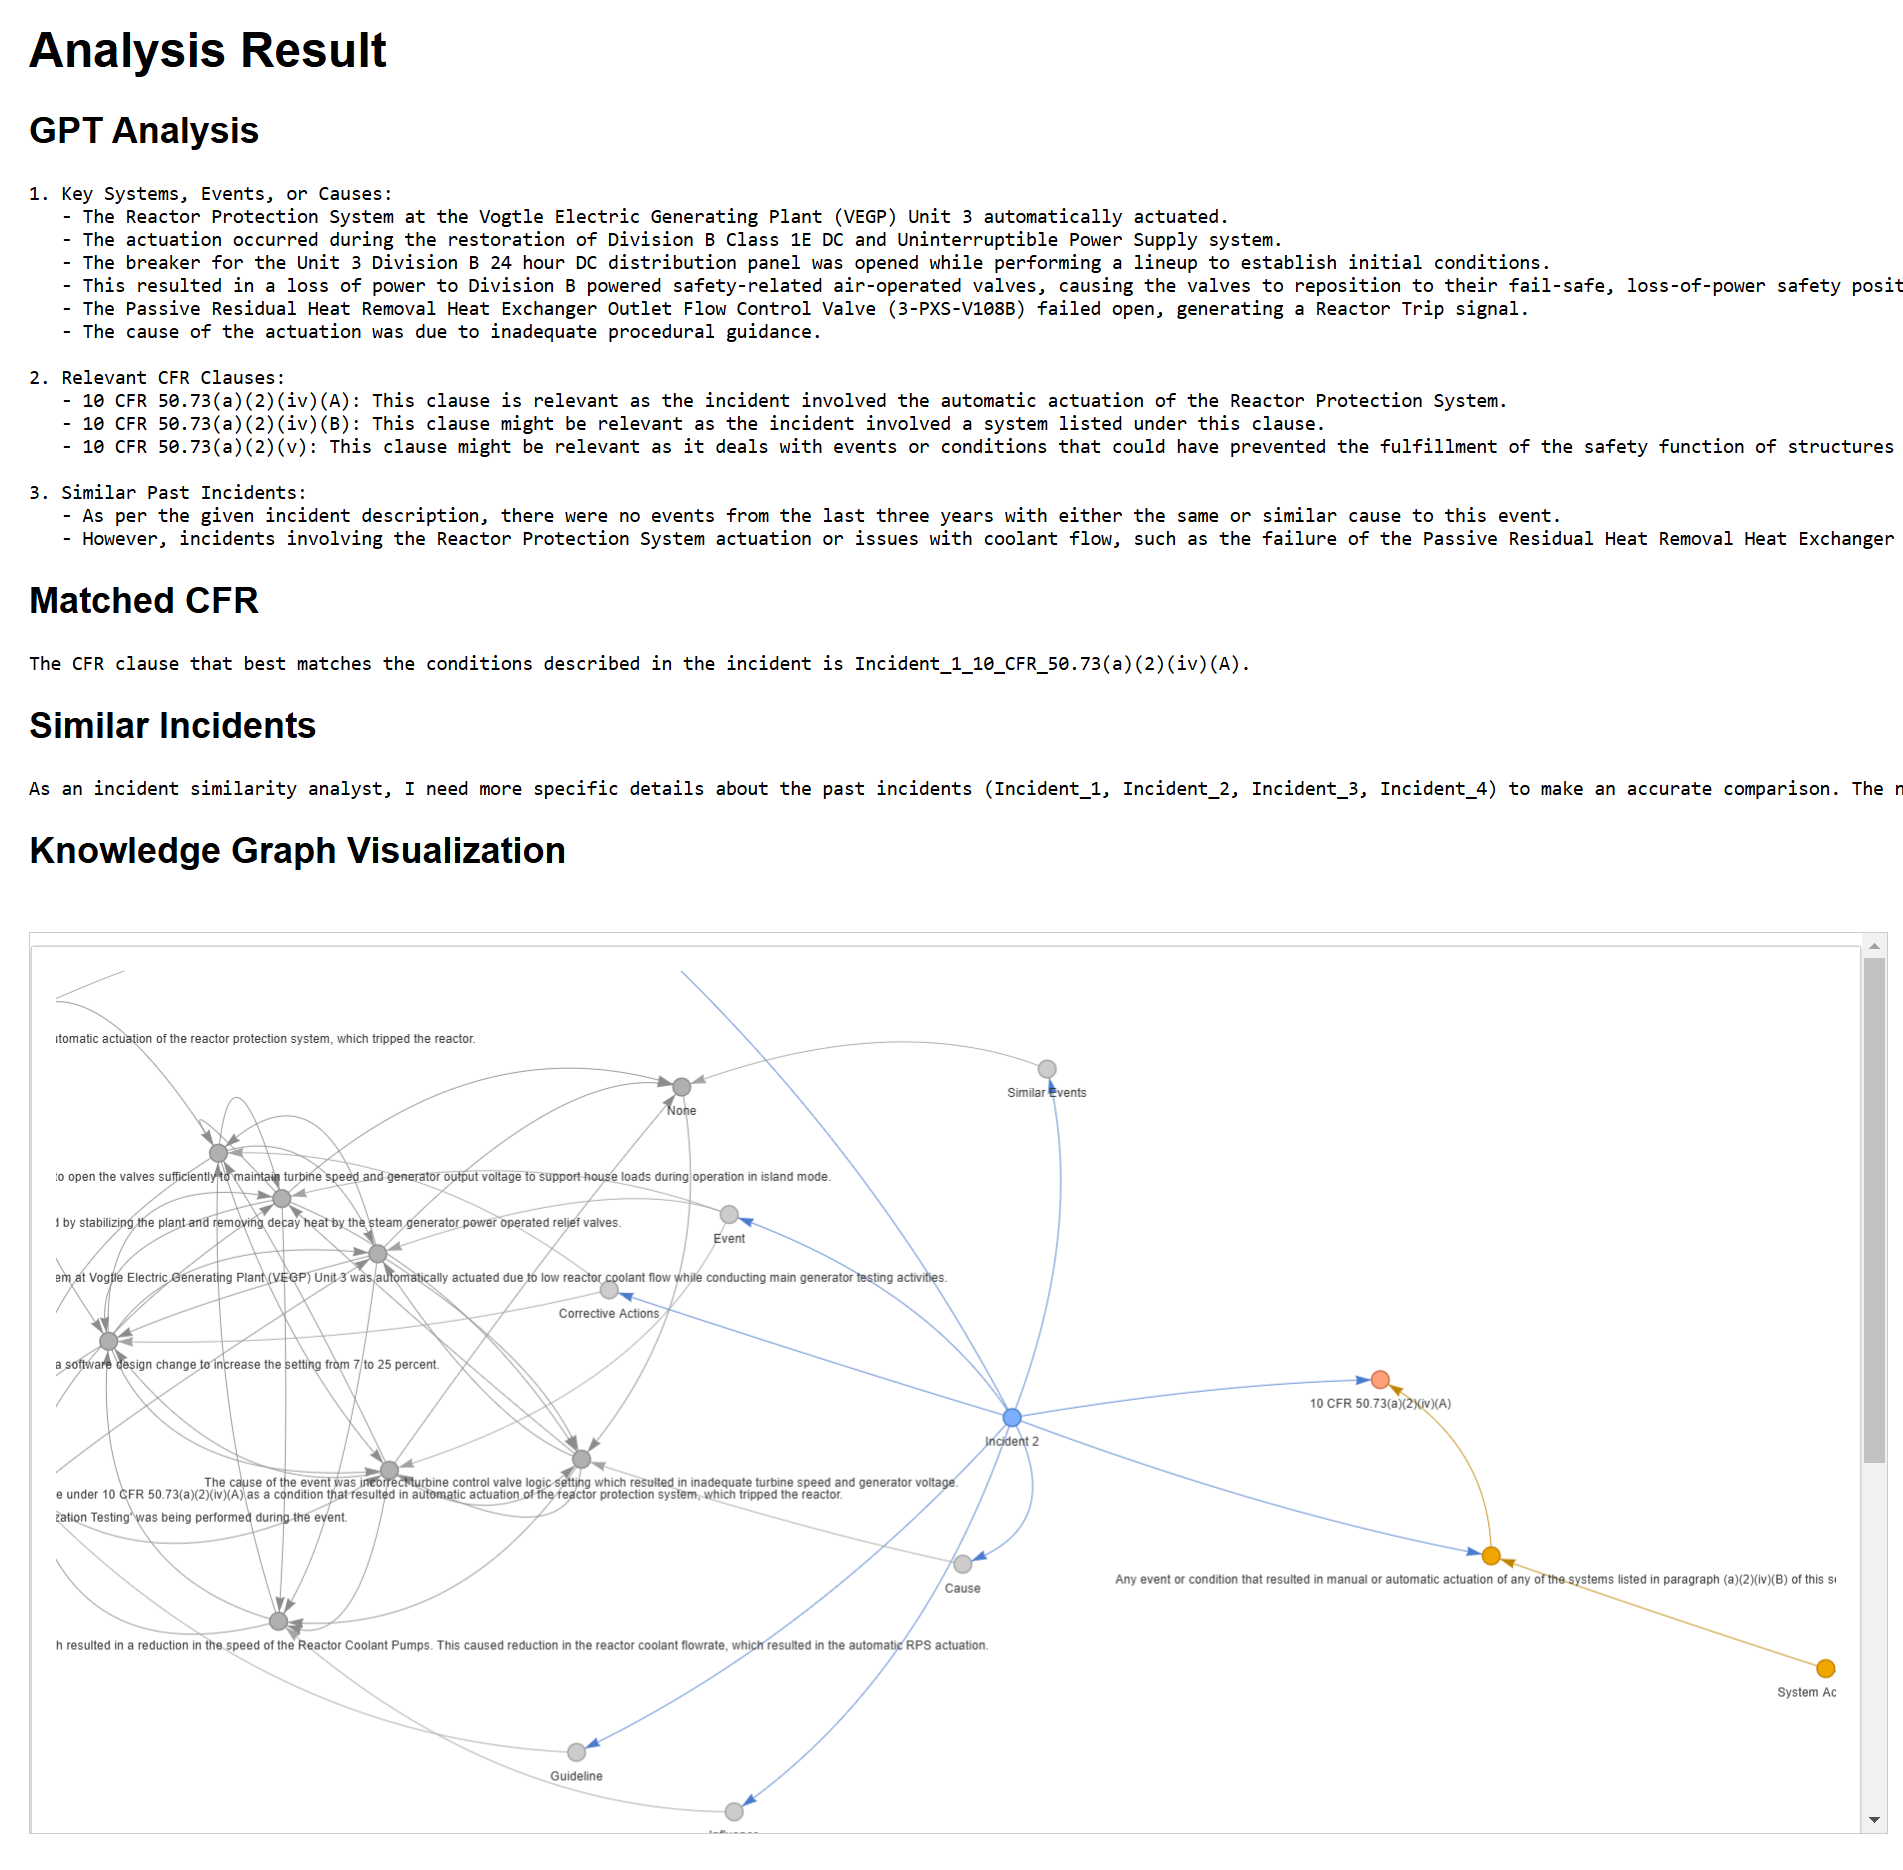 Analysis Result
GPT Analysis
1. Key Systems, Events, or Causes:
- The Reactor Protection System at the Vogtle Electric Generating Plant (VEGP) Unit 3 automatically actuated.
- The actuation occurred during the restoration of Division B Class 1E DC and Uninterruptible Power Supply system.
- The breaker for the Unit 3 Division B 24 hour DC distribution panel was opened while performing a lineup to establish initial conditions.
- This resulted in a loss of power to Division B powered safety-related air-operated valves, causing the valves to reposition to their fail-safe, loss-of-power safety posit
- The Passive Residual Heat Removal Heat Exchanger Outlet Flow Control Valve (3-PXS-V108B) failed open, generating a Reactor Trip signal.
- The cause of the actuation was due to inadequate procedural guidance.
2. Relevant CFR Clauses:
- 10 CFR 50.73(a)(2)(iv)(A): This clause is relevant as the incident involved the automatic actuation of the Reactor Protection System.
- 10 CFR 50.73(a)(2)(iv)(B): This clause might be relevant as the incident involved a system listed under this clause.
- 10 CFR 50.73(a)(2)(v): This clause might be relevant as it deals with events or conditions that could have prevented the fulfillment of the safety function of structures
3. Similar Past Incidents:
- As per the given incident description, there were no events from the last three years with either the same or similar cause to this event.
- However, incidents involving the Reactor Protection System actuation or issues with coolant flow, such as the failure of the Passive Residual Heat Removal Heat Exchanger
Matched CFR
The CFR clause that best matches the conditions described in the incident is Incident_1_10_CFR_50.73(a)(2)(iv)(A).
Similar Incidents
As an incident similarity analyst, I need more specific details about the past incidents (Incident_1, Incident_2, Incident_3, Incident_4) to make an accurate comparison. The n
Knowledge Graph Visualization
utomatic actuation of the reactor protection system, which tripped the reactor.
Similar Events
None
to open the valves sufficiently to maintain turbine speed and generator output voltage to support house loads during operation in island mode.
d by stabilizing the plant and removing decay heat by the steam generator power operated relief valves.
Event
em at Vogtle Electric Generating Plant (VEGP) Unit 3 was automatically actuated due to low reactor coolant flow while conducting main generator testing activities.
Corrective Actions
a software design change to increase the setting from 7 to 25 percent.
10 CFR 50.73(a)(2)(iv)(A)
Incident 2
The cause of the event was incorrect turbine control valve logic setting which resulted in inadequate turbine speed and generator voltage.
e under 10 CFR 50.73(a)(2)(iv)(A) as a condition that resulted in automatic actuation of the reactor protection system, which tripped the reactor.
zation Testing' was being performed during the event.
Any event or condition that resulted in manual or automatic actuation of any of the systems listed in paragraph (a)(2)(iv)(B) of this se
Cause
h resulted in a reduction in the speed of the Reactor Coolant Pumps. This caused reduction in the reactor coolant flowrate, which resulted in the automatic RPS actuation.
System Ac
Guideline